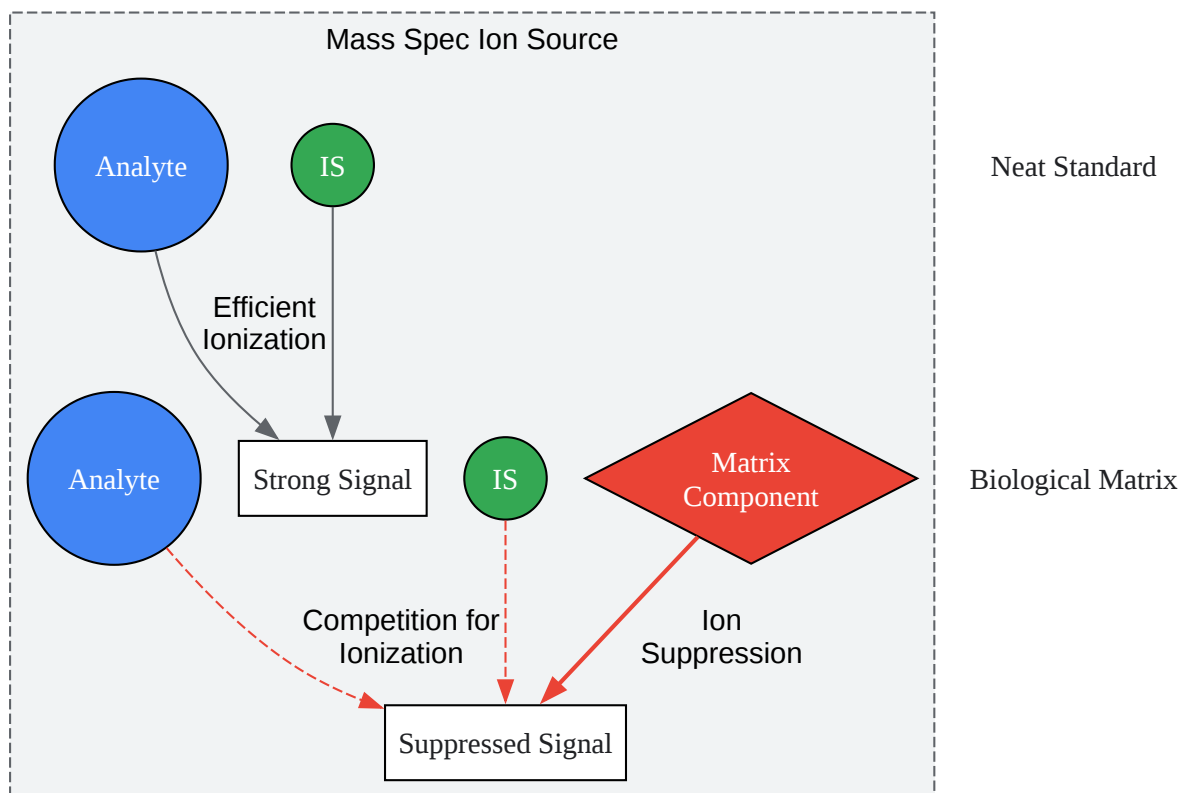 Mass Spec Ion Source
Analyte
IS
Neat Standard
Efficient
Ionization
Analyte
Strong Signal
IS
Matrix
Component
Biological Matrix
Competition for
Ionization
Ion
Suppression
Suppressed Signal